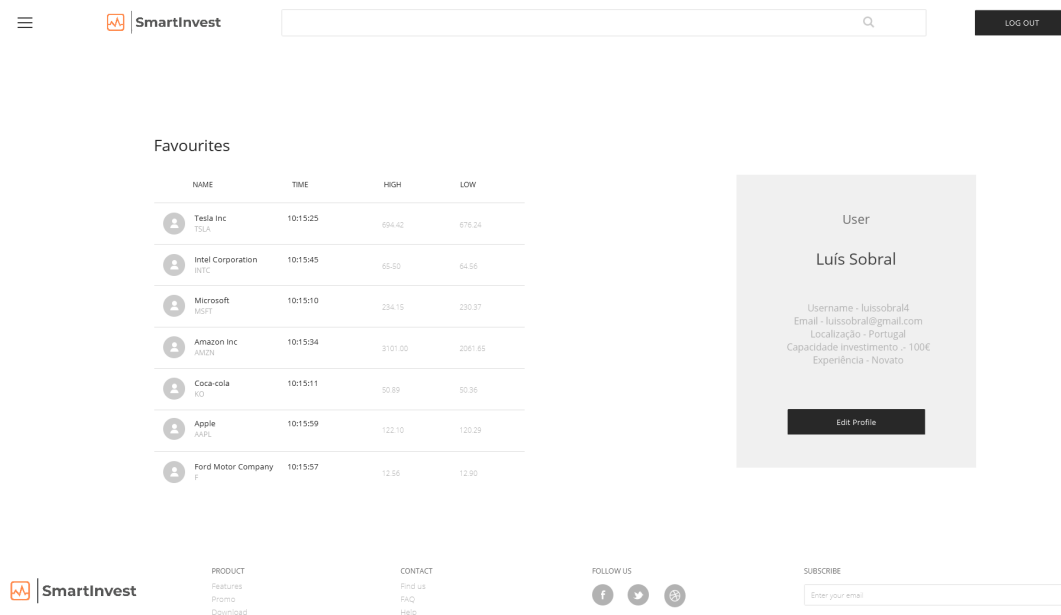 SmartInvest
LOG OUT
Favourites
NAME TIME HIGH LOW
Tesla Inc 10:15:25
TSLA 694.42 676.24
Intel Corporation 10:15:45
INTC 65-50 64.56
Microsoft 10:15:10
MSFT 234.15 230.37
Amazon Inc 10:15:34
AMZN 3101.00 2061.65
Coca-cola 10:15:11
KO 50.89 50.36
Apple 10:15:59
AAPL 122.10 120.29
Ford Motor Company 10:15:57
F 12.56 12.90
User
Luís Sobral
Username - luissobral4
Email - luissobral@gmail.com
Localização - Portugal
Capacidade investimento .- 100€
Experiência - Novato
Edit Profile
SmartInvest
PRODUCT
Features
Promo
Download
CONTACT
Find us
FAQ
Help
FOLLOW US
SUBSCRIBE
Enter your email